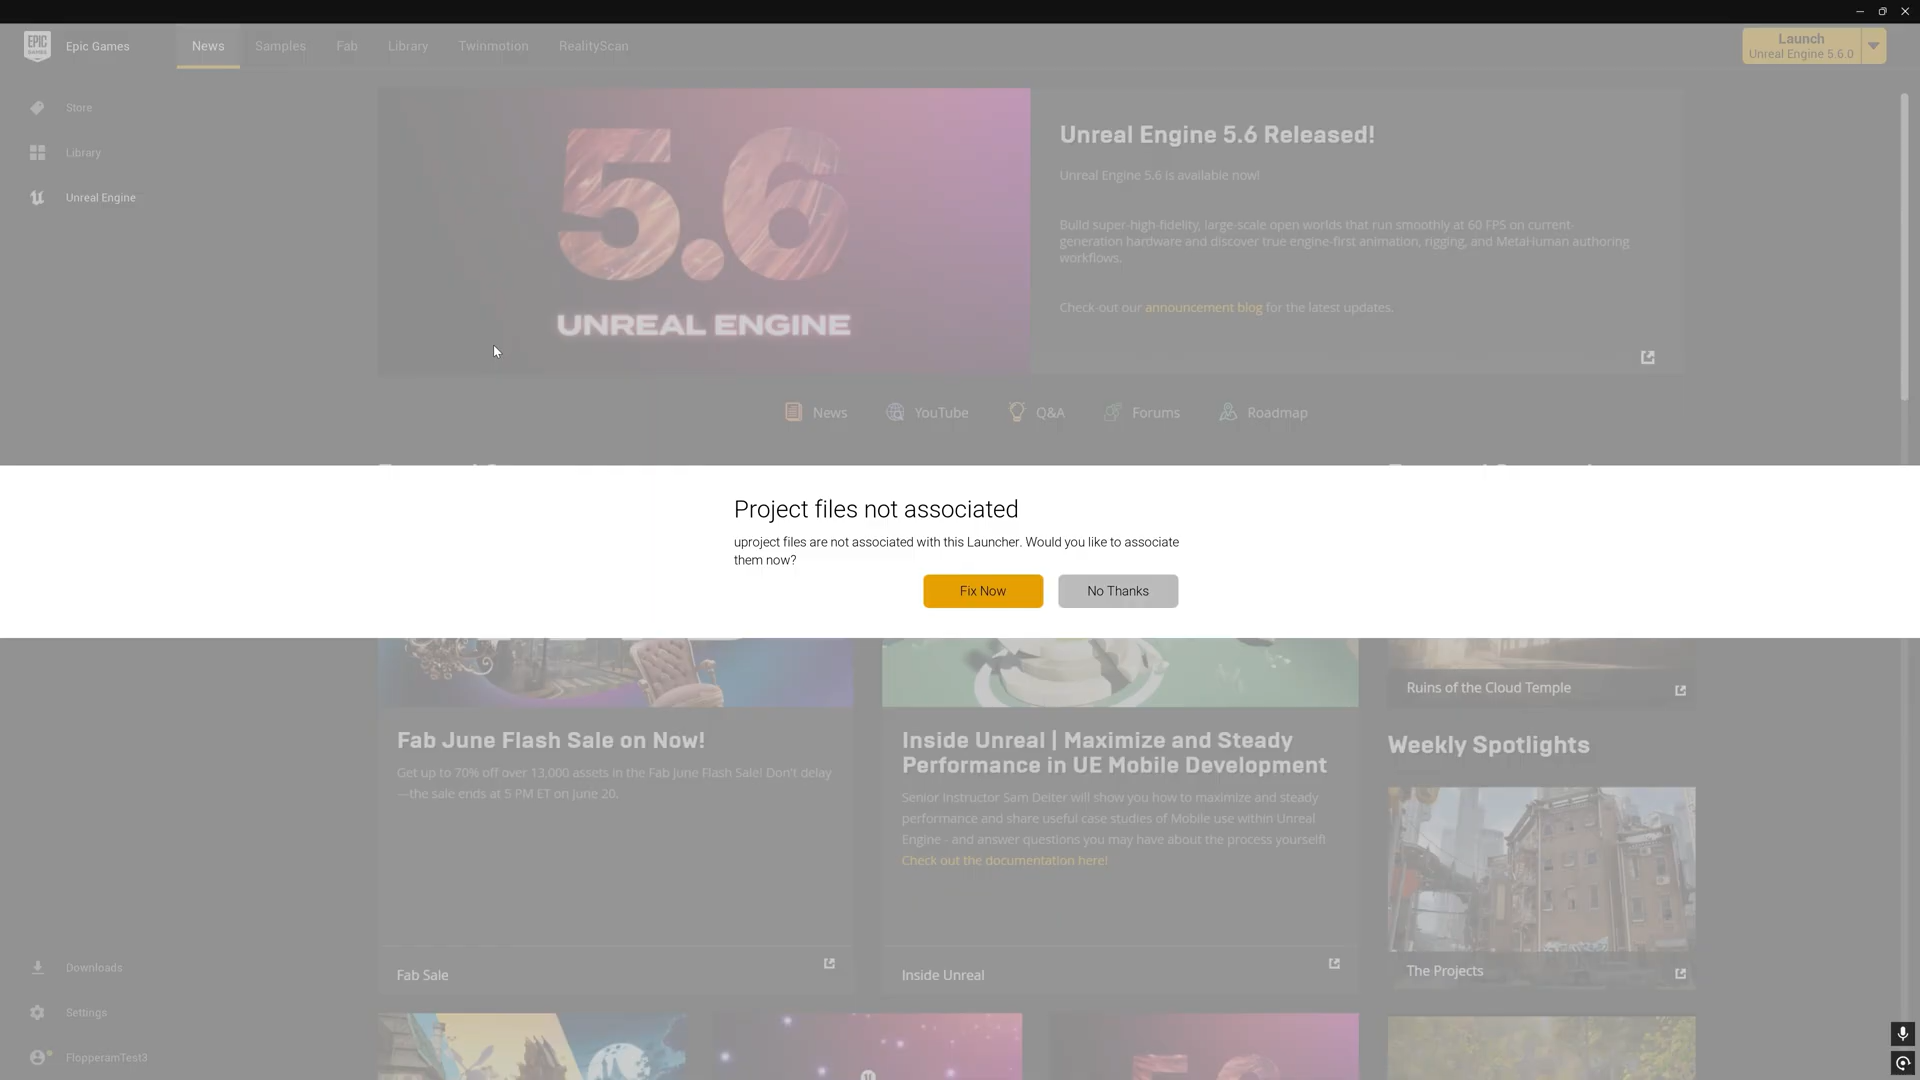 EPIC
GAMES
Epic Games
News
Samples
Fab
Library
Twinmotion
RealityScan
Launch
Unreal Engine 5.6.0
Store
Library
Unreal Engine
5.6
UNREAL ENGINE
Unreal Engine 5.6 Released!
Unreal Engine 5.6 is available now!
Build super-high-fidelity, large-scale open worlds that run smoothly at 60 FPS on current-
generation hardware and discover true engine-first animation, rigging, and MetaHuman authoring
workflows.
Check out our announcement blog for the latest updates.
News
YouTube
Q&A
Forums
Roadmap
Project files not associated
uproject files are not associated with this Launcher. Would you like to associate
them now?
Fix Now
No Thanks
Ruins of the Cloud Temple
Fab June Flash Sale on Now!
Get up to 70% off over 13,000 assets in the Fab June Flash Sale! Don't delay
—the sale ends at 5 PM ET on June 20.
Fab Sale
Inside Unreal | Maximize and Steady
Performance in UE Mobile Development
Senior Instructor Sam Deiter will show you how to maximize and steady
performance and share useful case studies of Mobile use within Unreal
Engine - and answer questions you may have about the process yourself!
Check out the documentation here!
Inside Unreal
Weekly Spotlights
The Projects
Downloads
Settings
FlopperamTest3